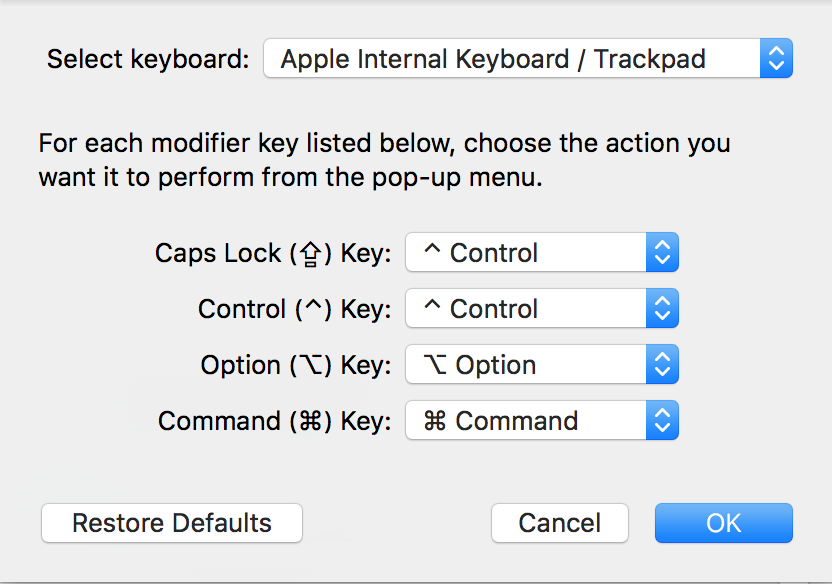 Select keyboard: Apple Internal Keyboard / Trackpad
For each modifier key listed below, choose the action you
want it to perform from the pop-up menu.
Caps Lock (⇪) Key: ^ Control
Control (^) Key: ^ Control
Option (⌥) Key: ⌥ Option
Command (⌘) Key: ⌘ Command
Restore Defaults Cancel OK